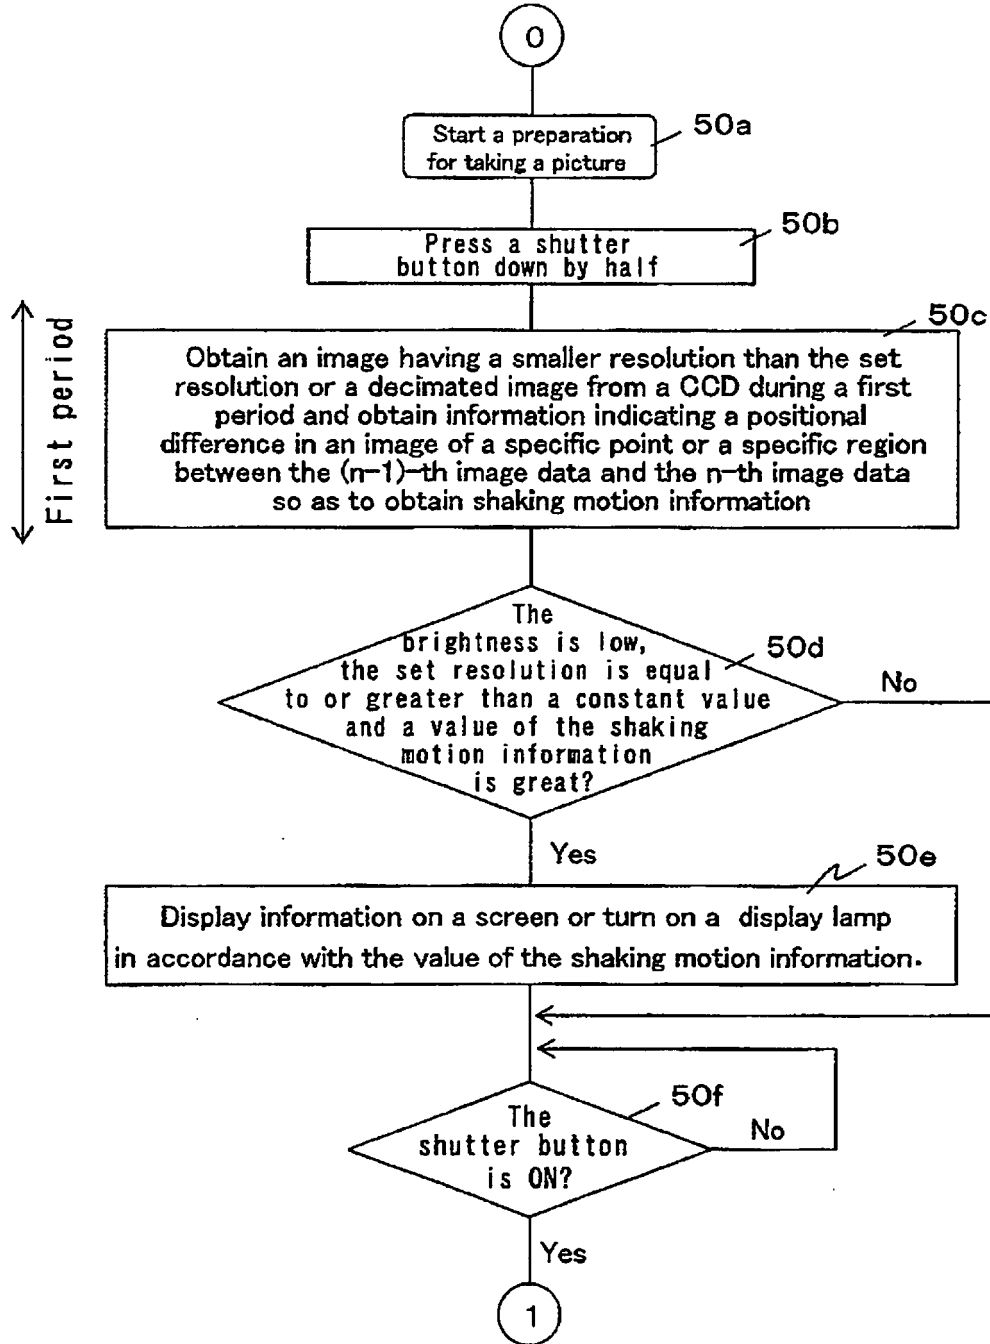 0
Start a preparation
for taking a picture
50a
Press a shutter
button down by half
50b
First period
50c
Obtain an image having a smaller resolution than the set
resolution or a decimated image from a CCD during a first
period and obtain information indicating a positional
difference in an image of a specific point or a specific region
between the (n-1)-th image data and the n-th image data
so as to obtain shaking motion information
The
brightness is low,
the set resolution is equal
to or greater than a constant value
and a value of the shaking
motion information
is great?
50d
No
Yes
50e
Display information on a screen or turn on a display lamp
in accordance with the value of the shaking motion information.
The
shutter button
is ON?
50f
No
Yes
1